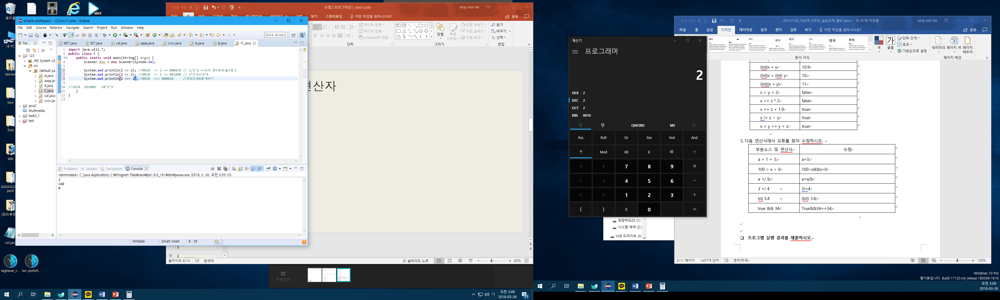 휴지통
MKV
내 PC
labview
java
자바
app
zzzzzzzzzz
pack
[프리루트
col.java
tagheuer_c...
iwc-portofi...
eclipse-workspace - 123/src/C.java - Eclipse
File Edit Source Refactor Navigate Search Project Run Window Help
Quick Access
Pac...
123
JRE System Lib
src
(default pa
A.java
aaaa.java
B.java
C.java
cal.java
cvcv.jav
java2
Multmedia
task2_1
test
tt07.java t07.java cal.java aaaa.java cvcv.java A.java B.java *C.java
1 import java.util.*;
2 public class C {
3 public static void main(String[] args) {
4 Scanner key = new Scanner(System.in);
5
6 System.out.println(2 >> 2); //0010 >> 2 == 000010 // 2/2^2 ==2/4 양수면 0 음수면 1
7 System.out.println(2 << 2); //0010 >> 2 == 001000 // 2*2^2==2*4
8 System.out.println(2 >>> 2);//0010 >>> 000010 //무조건 0으로 채우기
9
10 //1010 101000 10*2^2
11 }
12 }
13
Problems Javadoc Declaration Console
<terminated> C [Java Application] C:₩Program Files₩Java₩jre1.8.0_161₩bin₩javaw.exe (2018. 3. 26. 오전 3:05:10)
2
160
0
Writable Smart Insert 8 : 35
자동 저장
유헬스프로그래밍1_class1.pptx
sang woo lee
보기 스토리보딩 어떤 작업을 원하시나요? 공유
텍스트 방향
텍스트 맞춤
SmartArt로 변환
단락
정렬
빠른
스타일
도형 채우기
도형 윤곽선
도형 효과
그리기
찾기
바꾸기
선택
편집
연산자
9
슬라이드 6/14 한국어 슬라이드 노트 82%
목록화면
오전 3:09
2018-03-26
11
TALK
계산기
프로그래머
2
HEX 2
DEC 2
OCT 2
BIN 0010
QWORD MS M˅
RoL RoR Or Xor Not And
↑ Mod CE C ⌫ ÷
A B 7 8 9 ×
C D 4 5 6 −
E F 1 2 3 +
( ) ± 0 . =
외장하드02 (J:)
시스템 예약 (Z:)
USB 드라이브 (G:
자동 저장
20157135_이상우_5주차_실습과제_월67.docx - 이 PC에 저장됨
sang woo lee
파일 홈 삽입 디자인 레이아웃 참조 편지 검토 보기 어떤 작업을 원하시나요? 공유
제목 제목 제목 제목 제목 제목 제목 제목
색
가
글꼴
단락 간격
효과
기본값으로 설정
워터마크
페이지 색
페이지
테두리
문서 서식
페이지 배경
(int)x + y 10.9
(int)x + (int) y 10.
(int)(x + y) 11
x > y + 2 false
x <= z * 2 false
x == z + 1.9 true
x != z − y true
x + y >= y + z true
5. 다음 연산식에서 오류를 찾아 수정하시오.
부분소스 및 연산식 수정
a + 1 = 3; a=3;
100 > x > 0 100>x&&x>0
a =/ b; a=a/b
3 =! 4 3!=4
int 3.4 (int) 3.4;
true && 34 True&&34==34;
❑ 프로그램 실행 결과를 제출하시오.
2/11 페이지 1457개 단어 영어(미국) 100%
Windows 10 Pro
평가본입니다. Build 17120.rs4_release.180309-1616
TALK
오전 3:09
2018-03-26